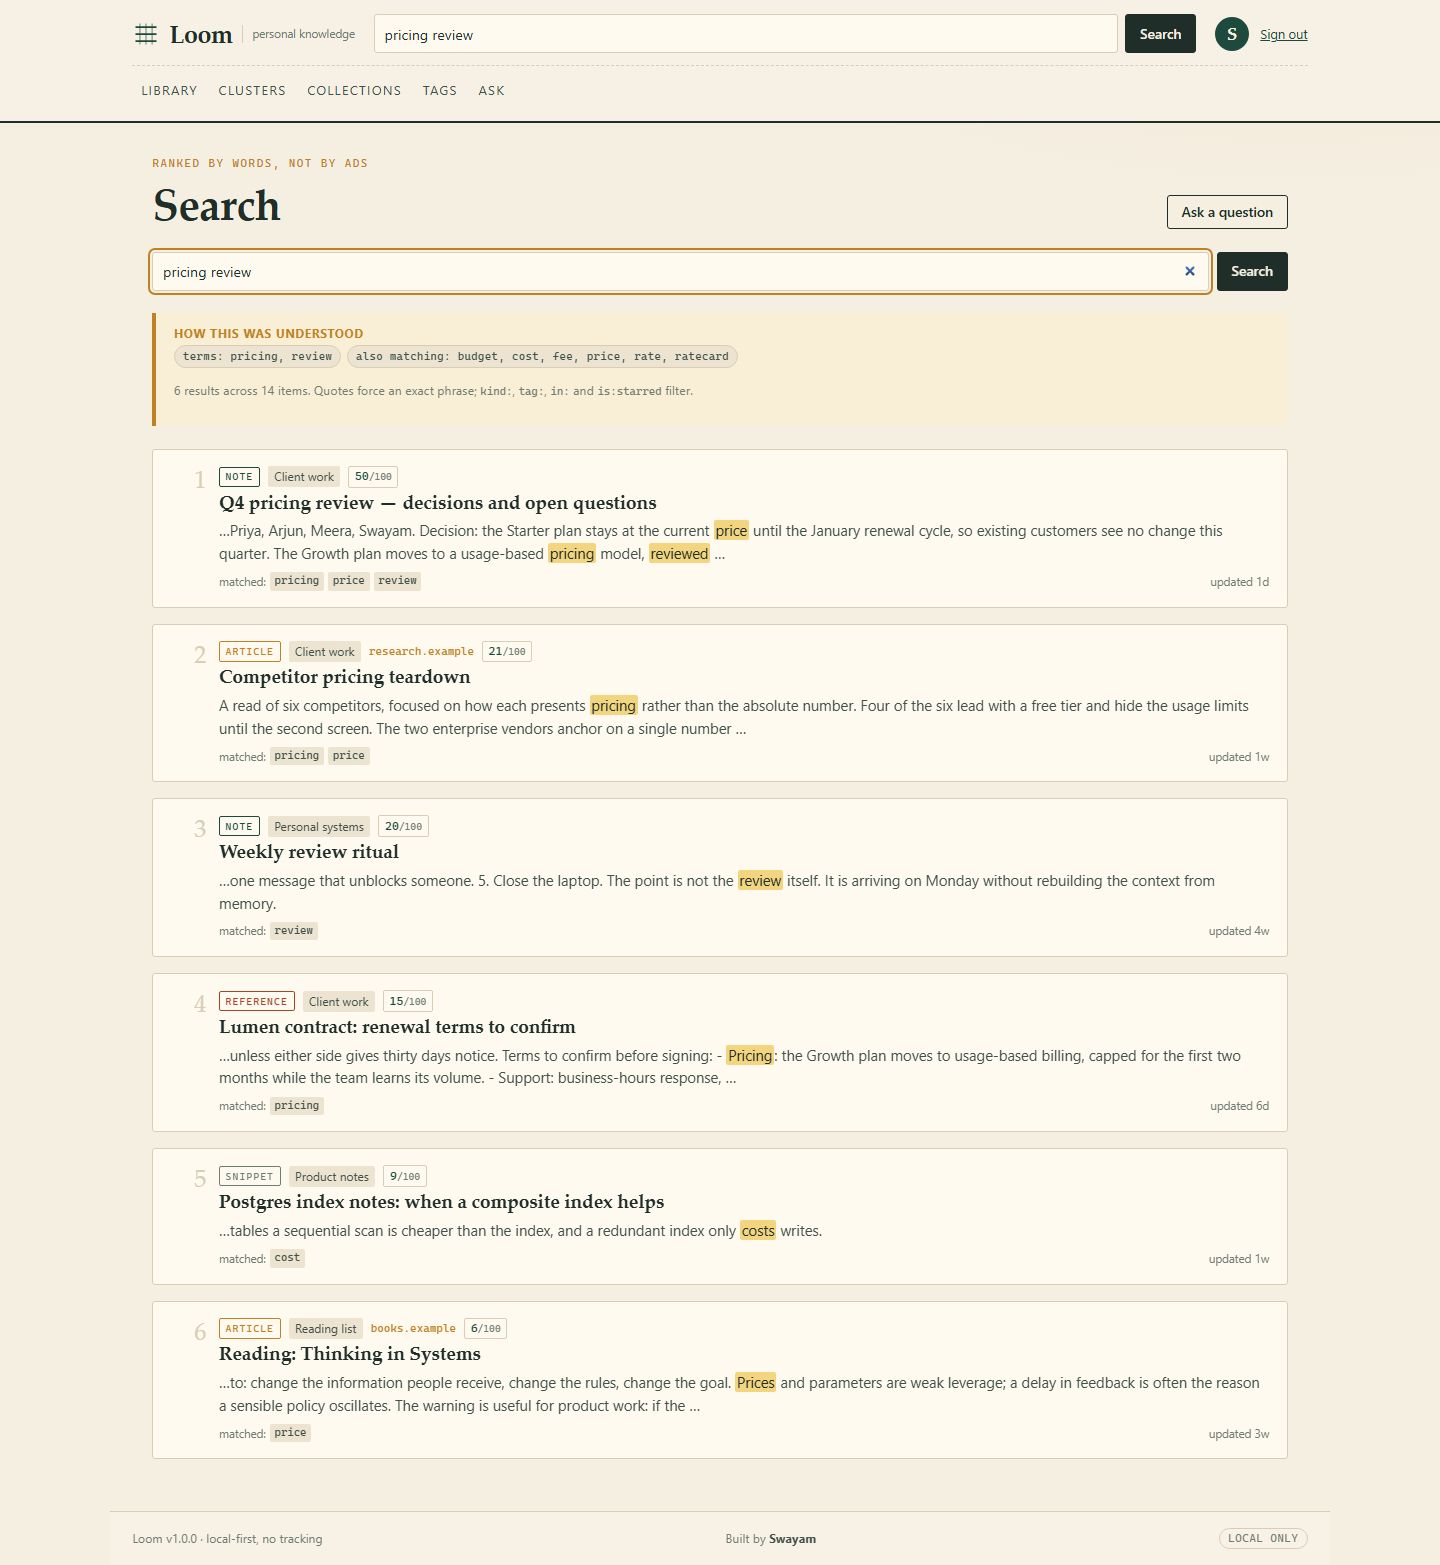 Loom
personal knowledge
pricing review
Search
S
Sign out
LIBRARY CLUSTERS COLLECTIONS TAGS ASK
RANKED BY WORDS, NOT BY ADS
Search
Ask a question
pricing review
Search
HOW THIS WAS UNDERSTOOD
terms: pricing, review also matching: budget, cost, fee, price, rate, ratecard
6 results across 14 items. Quotes force an exact phrase; kind:, tag:, in: and is:starred filter.
1 NOTE Client work 50/100
Q4 pricing review — decisions and open questions
…Priya, Arjun, Meera, Swayam. Decision: the Starter plan stays at the current price until the January renewal cycle, so existing customers see no change this
quarter. The Growth plan moves to a usage-based pricing model, reviewed …
matched: pricing price review updated 1d
2 ARTICLE Client work research.example 21/100
Competitor pricing teardown
A read of six competitors, focused on how each presents pricing rather than the absolute number. Four of the six lead with a free tier and hide the usage limits
until the second screen. The two enterprise vendors anchor on a single number …
matched: pricing price updated 1w
3 NOTE Personal systems 20/100
Weekly review ritual
…one message that unblocks someone. 5. Close the laptop. The point is not the review itself. It is arriving on Monday without rebuilding the context from
memory.
matched: review updated 4w
4 REFERENCE Client work 15/100
Lumen contract: renewal terms to confirm
…unless either side gives thirty days notice. Terms to confirm before signing: - Pricing: the Growth plan moves to usage-based billing, capped for the first two
months while the team learns its volume. - Support: business-hours response, …
matched: pricing updated 6d
5 SNIPPET Product notes 9/100
Postgres index notes: when a composite index helps
…tables a sequential scan is cheaper than the index, and a redundant index only costs writes.
matched: cost updated 1w
6 ARTICLE Reading list books.example 6/100
Reading: Thinking in Systems
…to: change the information people receive, change the rules, change the goal. Prices and parameters are weak leverage; a delay in feedback is often the reason
a sensible policy oscillates. The warning is useful for product work: if the …
matched: price updated 3w
Loom v1.0.0 · local-first, no tracking
Built by Swayam
LOCAL ONLY